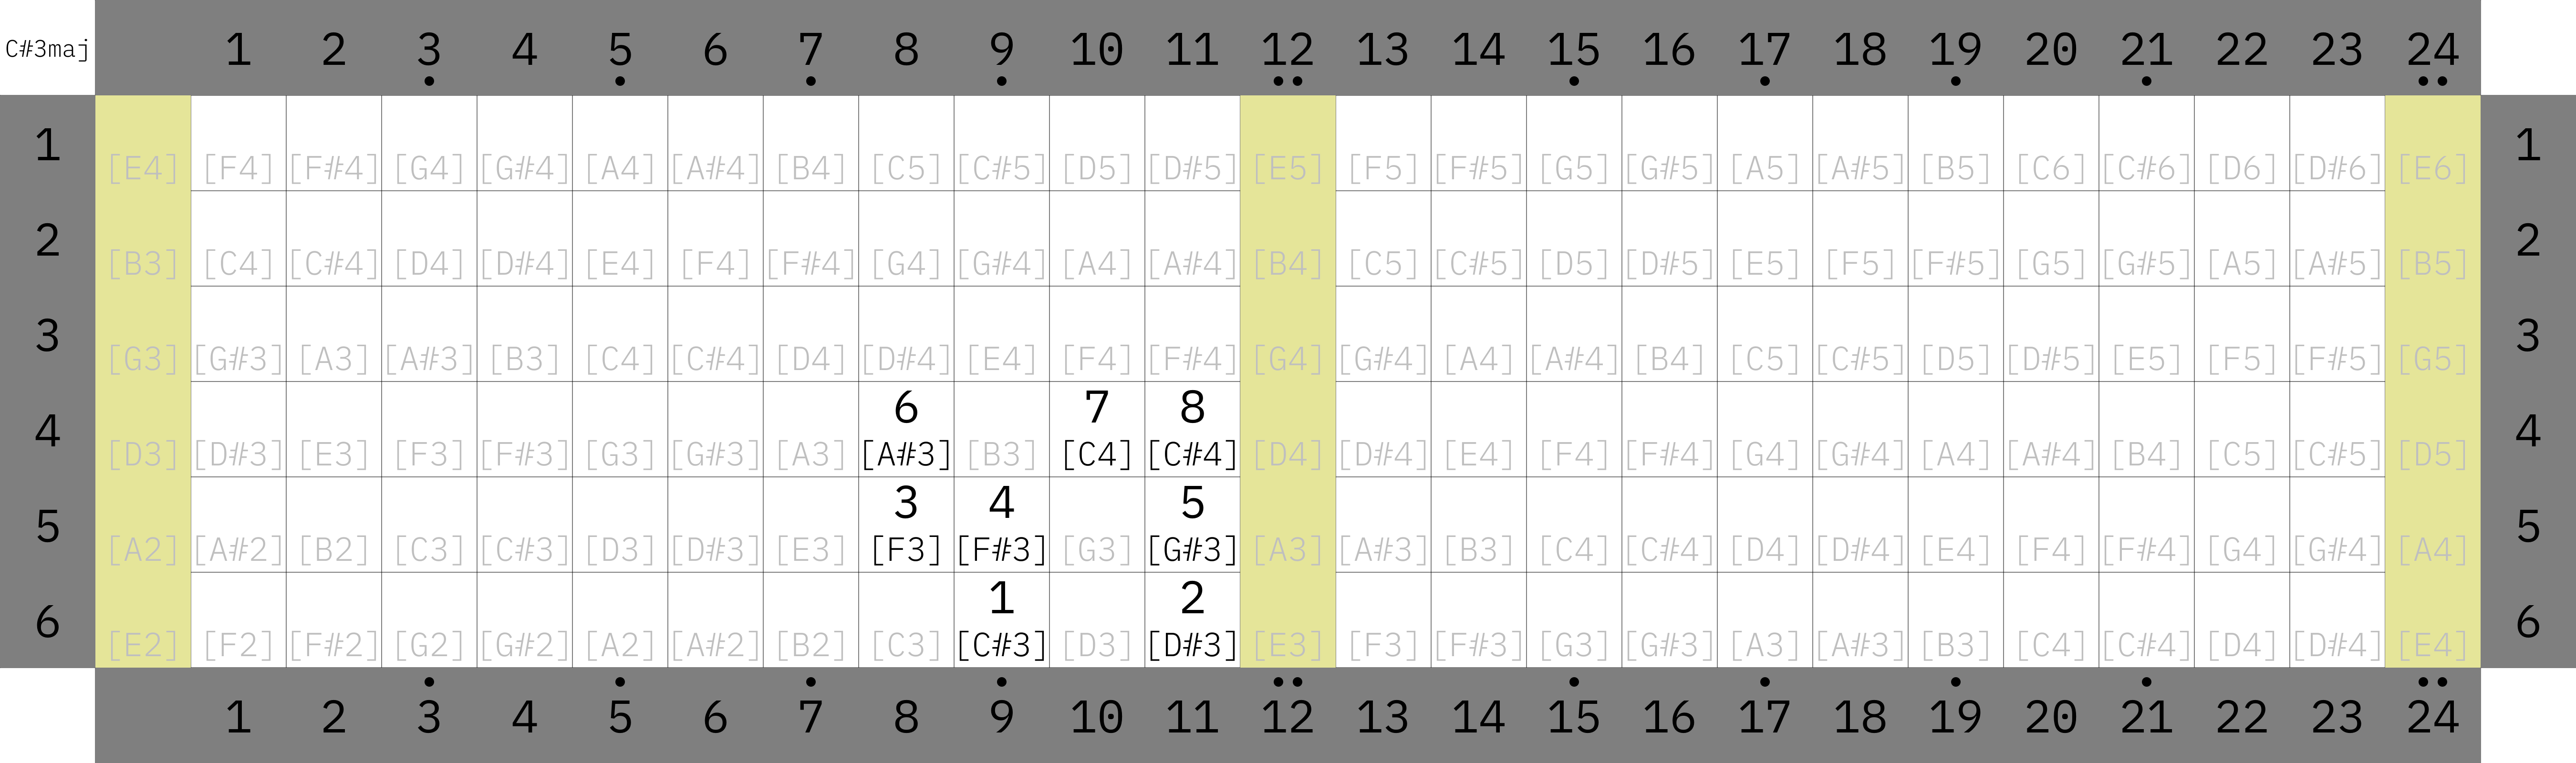 C#3maj 1 2 3 4 5 6 7 8 9 10 11 12 13 14 15 16 17 18 19 20 21 22 23 24
1 [E4] [F4] [F#4] [G4] [G#4] [A4] [A#4] [B4] [C5] [C#5] [D5] [D#5] [E5] [F5] [F#5] [G5] [G#5] [A5] [A#5] [B5] [C6] [C#6] [D6] [D#6] [E6] 1
2 [B3] [C4] [C#4] [D4] [D#4] [E4] [F4] [F#4] [G4] [G#4] [A4] [A#4] [B4] [C5] [C#5] [D5] [D#5] [E5] [F5] [F#5] [G5] [G#5] [A5] [A#5] [B5] 2
3 [G3] [G#3] [A3] [A#3] [B3] [C4] [C#4] [D4] [D#4] [E4] [F4] [F#4] [G4] [G#4] [A4] [A#4] [B4] [C5] [C#5] [D5] [D#5] [E5] [F5] [F#5] [G5] 3
6 7 8
4 [D3] [D#3] [E3] [F3] [F#3] [G3] [G#3] [A3] [A#3] [B3] [C4] [C#4] [D4] [D#4] [E4] [F4] [F#4] [G4] [G#4] [A4] [A#4] [B4] [C5] [C#5] [D5] 4
3 4 5
5 [A2] [A#2] [B2] [C3] [C#3] [D3] [D#3] [E3] [F3] [F#3] [G3] [G#3] [A3] [A#3] [B3] [C4] [C#4] [D4] [D#4] [E4] [F4] [F#4] [G4] [G#4] [A4] 5
1 2
6 [E2] [F2] [F#2] [G2] [G#2] [A2] [A#2] [B2] [C3] [C#3] [D3] [D#3] [E3] [F3] [F#3] [G3] [G#3] [A3] [A#3] [B3] [C4] [C#4] [D4] [D#4] [E4] 6
1 2 3 4 5 6 7 8 9 10 11 12 13 14 15 16 17 18 19 20 21 22 23 24